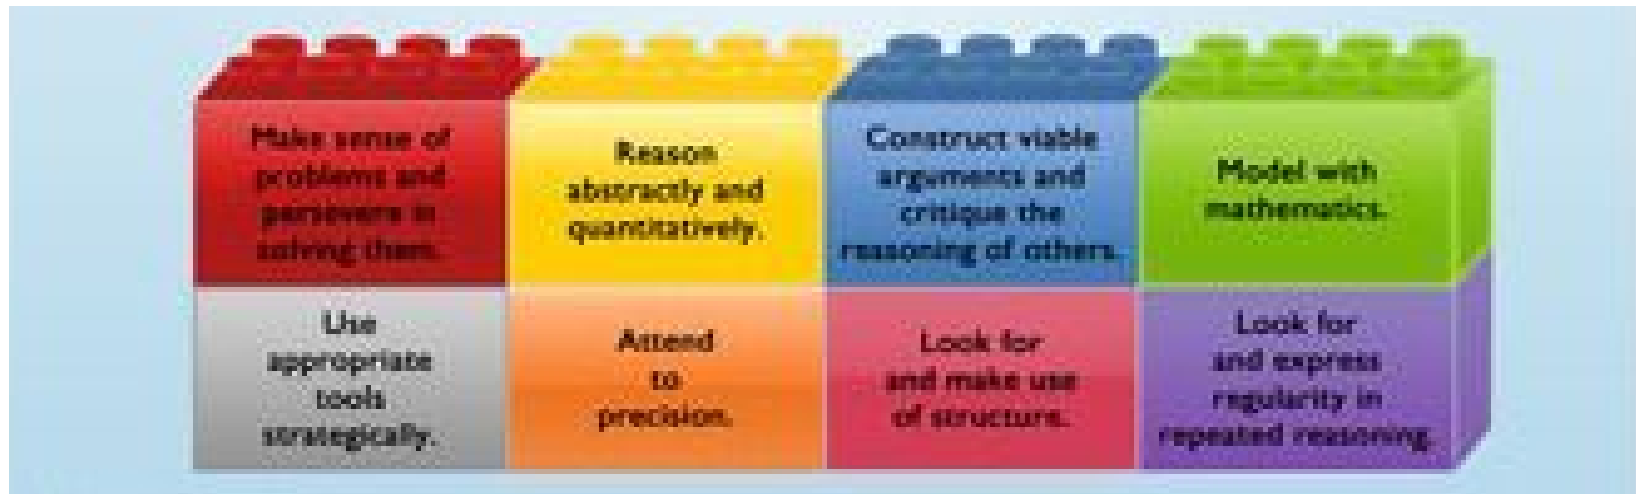 Make sense of
problems and
persevere in
solving them.
Reason
abstractly and
quantitatively.
Construct viable
arguments and
critique the
reasoning of others.
Model with
mathematics.
Use
appropriate
tools
strategically.
Attend
to
precision.
Look for
and make use
of structure.
Look for
and express
regularity in
repeated reasoning.